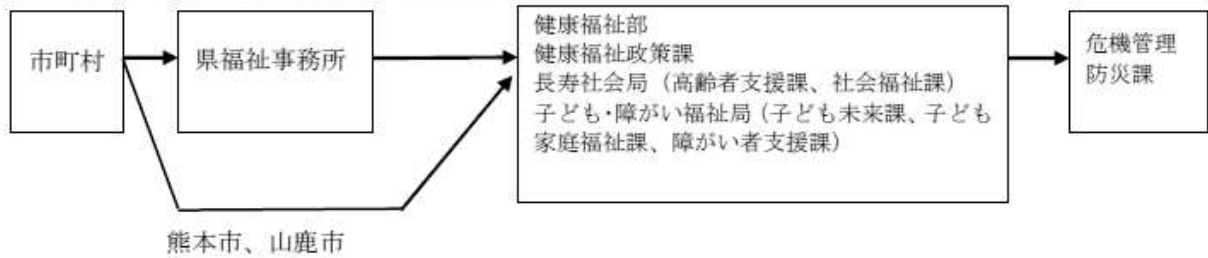 市町村
県福祉事務所
健康福祉部
健康福祉政策課
長寿社会局（高齢者支援課、社会福祉課）
子ども・障がい福祉局（子ども未来課、子ども
家庭福祉課、障がい者支援課）
危機管理
防災課
熊本市、山鹿市